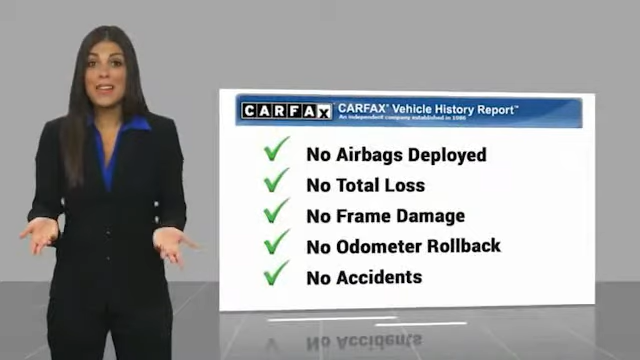 CARFAX CARFAX® Vehicle History Report™
An independent company established in 1986
No Airbags Deployed
No Total Loss
No Frame Damage
No Odometer Rollback
No Accidents